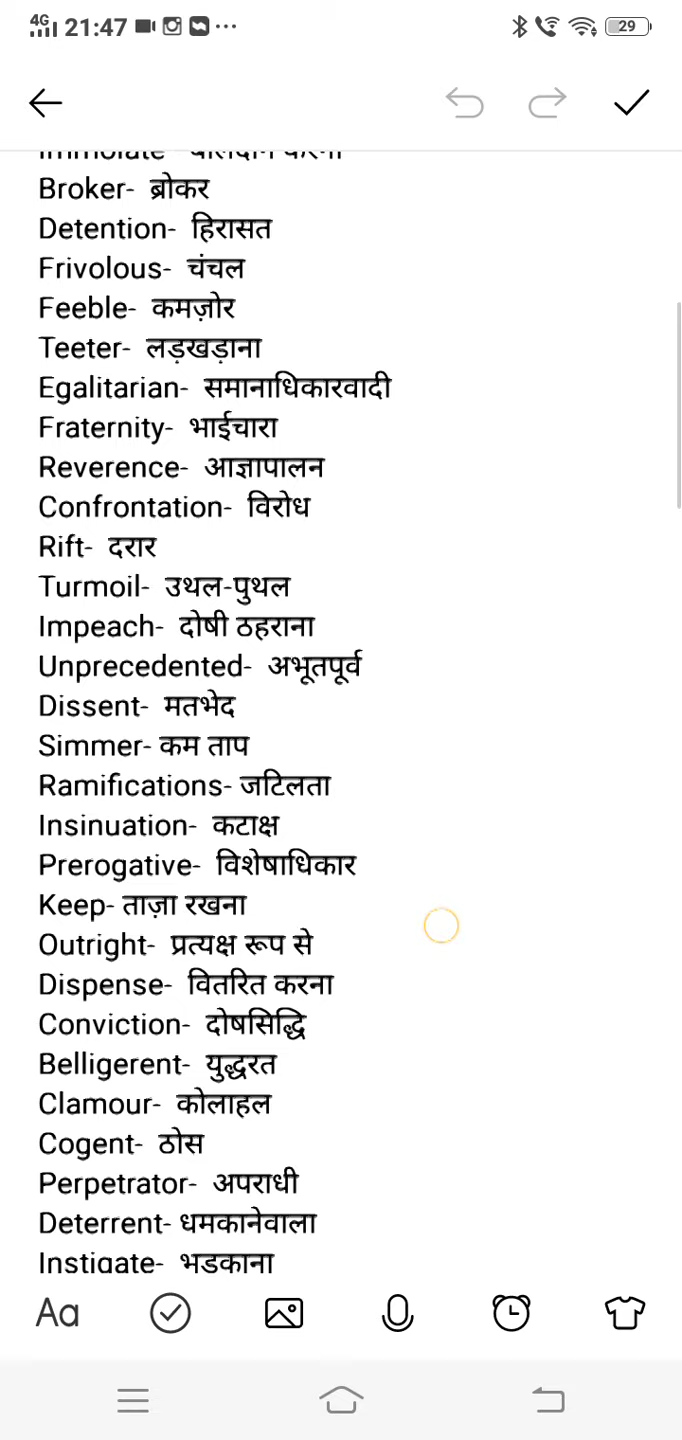 4G 21:47 29
Broker- ब्रोकर
Detention- हिरासत
Frivolous- चंचल
Feeble- कमज़ोर
Teeter- लड़खड़ाना
Egalitarian- समानाधिकारवादी
Fraternity- भाईचारा
Reverence- आज्ञापालन
Confrontation- विरोध
Rift- दरार
Turmoil- उथल-पुथल
Impeach- दोषी ठहराना
Unprecedented- अभूतपूर्व
Dissent- मतभेद
Simmer- कम ताप
Ramifications- जटिलता
Insinuation- कटाक्ष
Prerogative- विशेषाधिकार
Keep- ताज़ा रखना
Outright- प्रत्यक्ष रूप से
Dispense- वितरित करना
Conviction- दोषसिद्धि
Belligerent- युद्धरत
Clamour- कोलाहल
Cogent- ठोस
Perpetrator- अपराधी
Deterrent- धमकानेवाला
Instigate- भड़काना
Aa